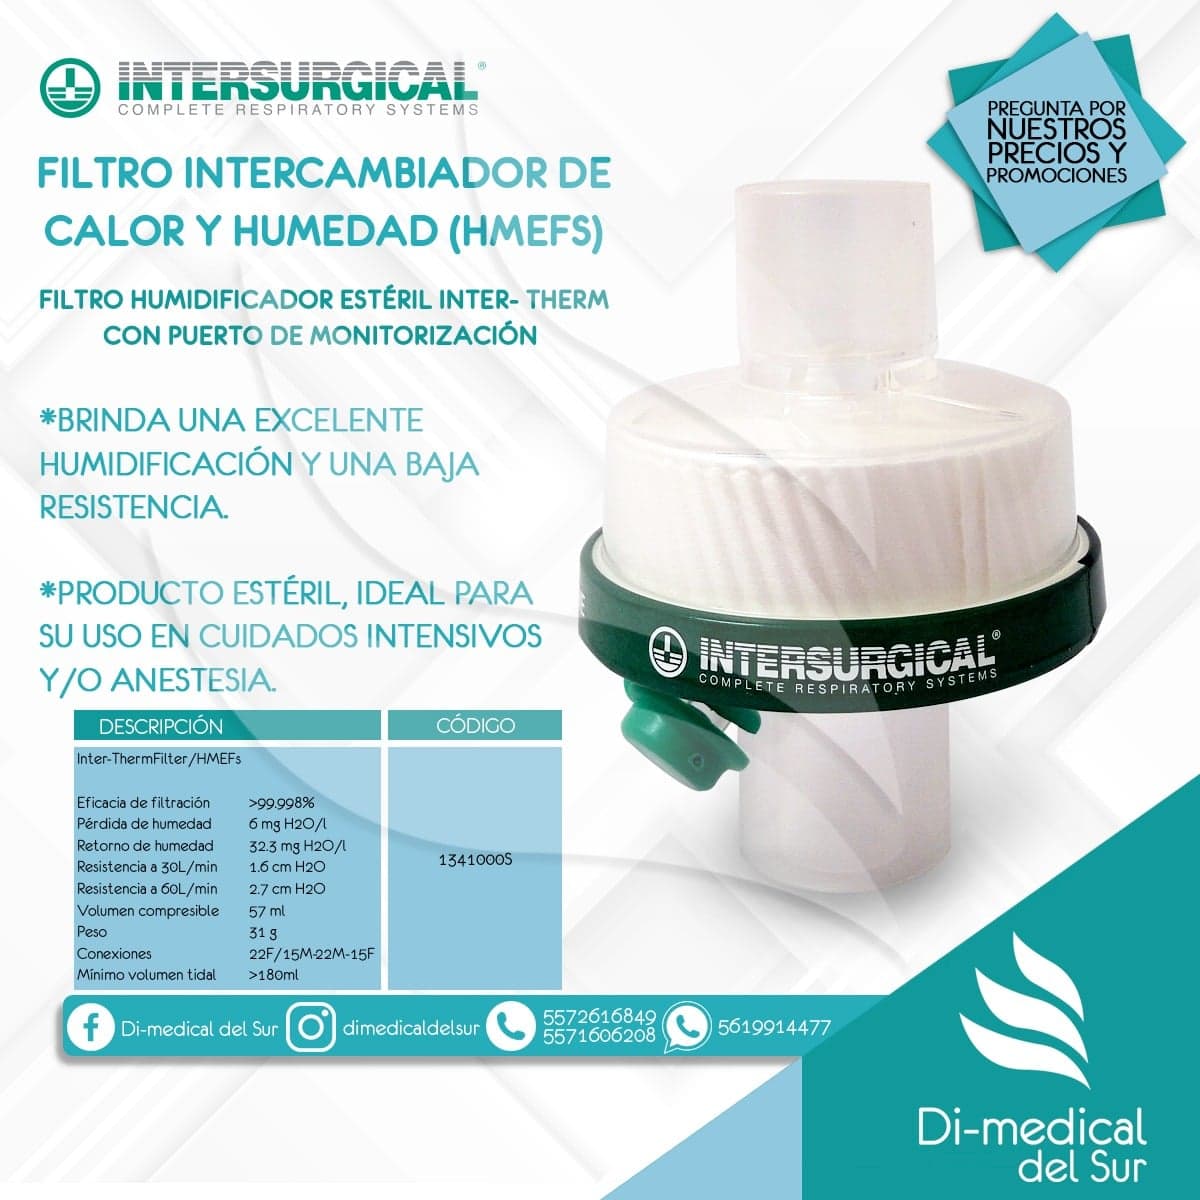 INTERSURGICAL®
COMPLETE RESPIRATORY SYSTEMS
PREGUNTA POR
NUESTROS
PRECIOS Y
PROMOCIONES
FILTRO INTERCAMBIADOR DE
CALOR Y HUMEDAD (HMEFS)
FILTRO HUMIDIFICADOR ESTÉRIL INTER- THERM
CON PUERTO DE MONITORIZACIÓN
*BRINDA UNA EXCELENTE
HUMIDIFICACIÓN Y UNA BAJA
RESISTENCIA.
*PRODUCTO ESTÉRIL, IDEAL PARA
SU USO EN CUIDADOS INTENSIVOS
Y/O ANESTESIA.
INTERSURGICAL®
COMPLETE RESPIRATORY SYSTEMS
DESCRIPCIÓN CÓDIGO
Inter-ThermFilter/HMEFs
Eficacia de filtración >99.998%
Pérdida de humedad 6 mg H2O/l
Retorno de humedad 32.3 mg H2O/l
Resistencia a 30L/min 1.6 cm H2O
1341000S
Resistencia a 60L/min 2.7 cm H2O
Volumen compresible 57 ml
Peso 31 g
Conexiones 22F/15M-22M-15F
Mínimo volumen tidal >180ml
Di-medical del Sur dimedicaldelsur 5572616849 5619914477
5571606208
Di-medical
del Sur